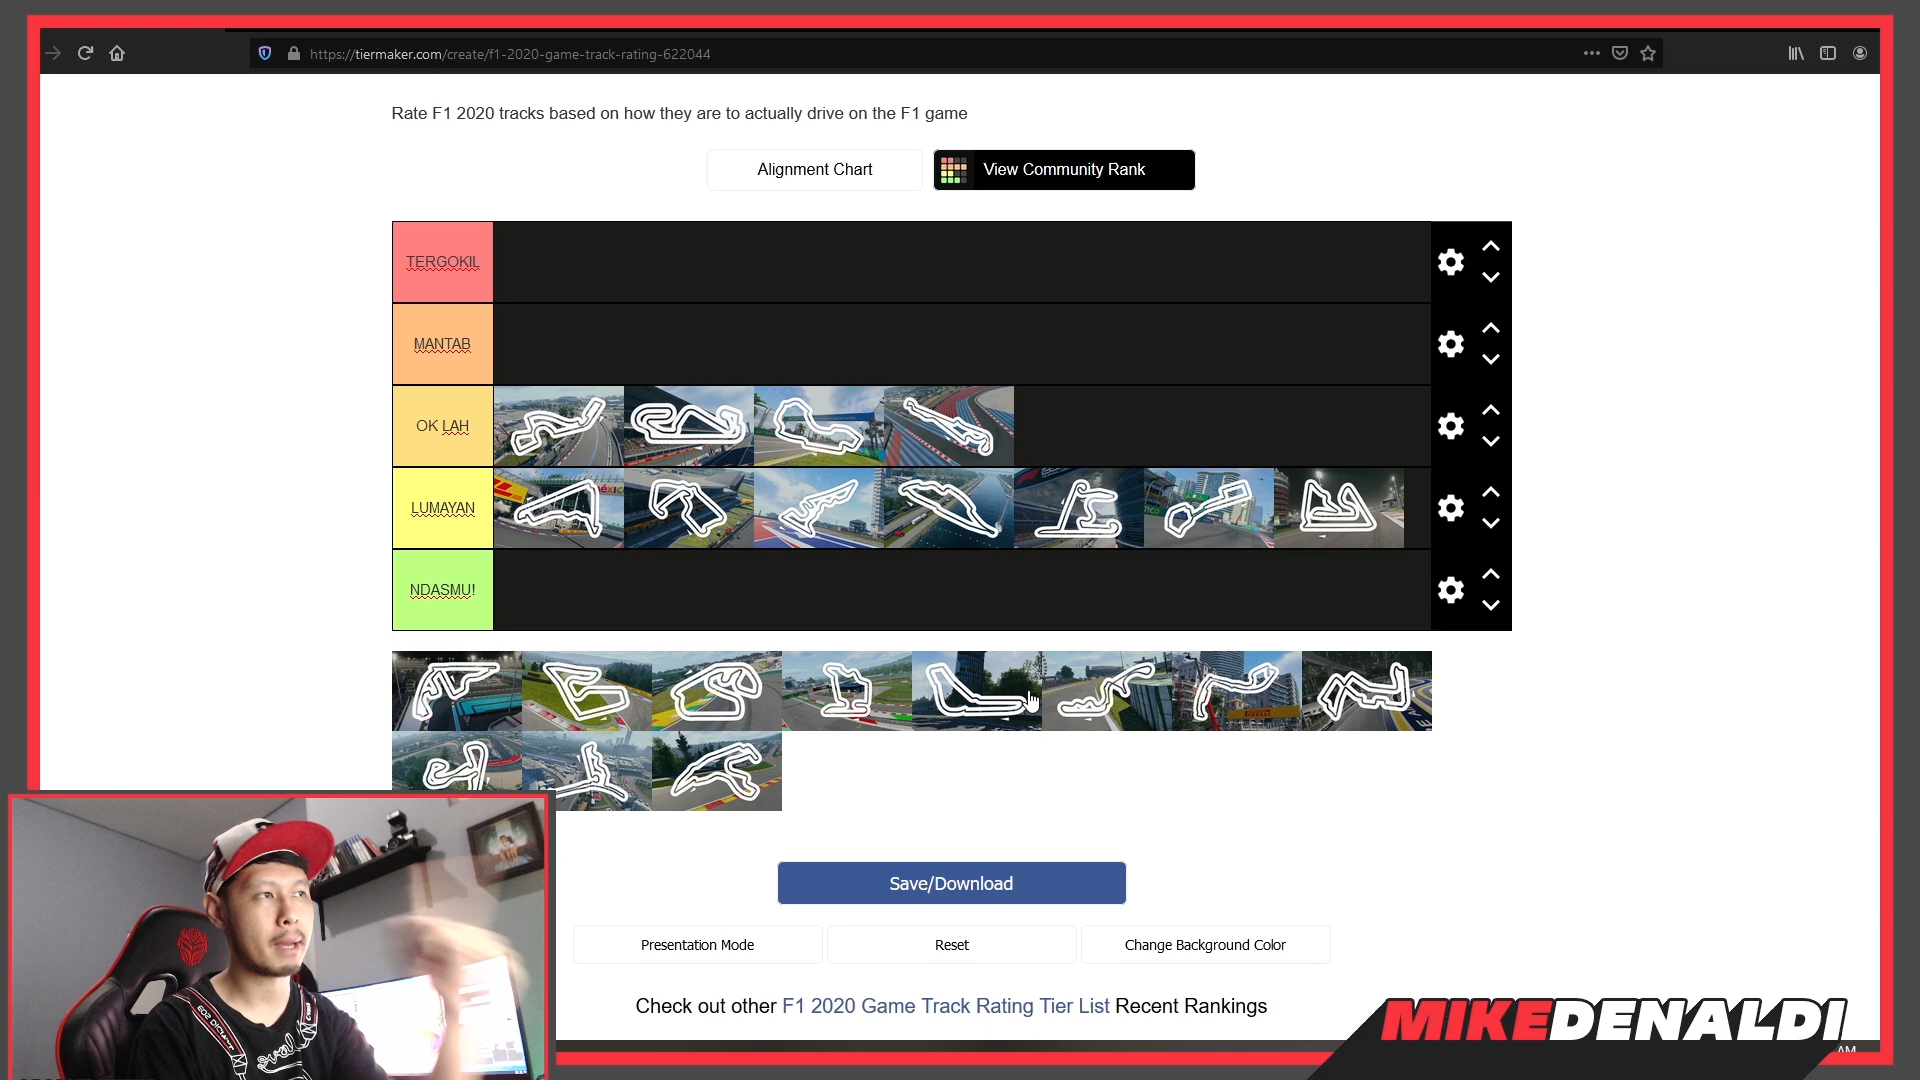 https://tiermaker.com/create/f1-2020-game-track-rating-622044
Rate F1 2020 tracks based on how they are to actually drive on the F1 game
Alignment Chart
View Community Rank
TERGOKIL
MANTAB
OK LAH
LUMAYAN
NDASMU!
Save/Download
Presentation Mode
Reset
Change Background Color
Check out other F1 2020 Game Track Rating Tier List Recent Rankings
MIKEDENALDI
AM